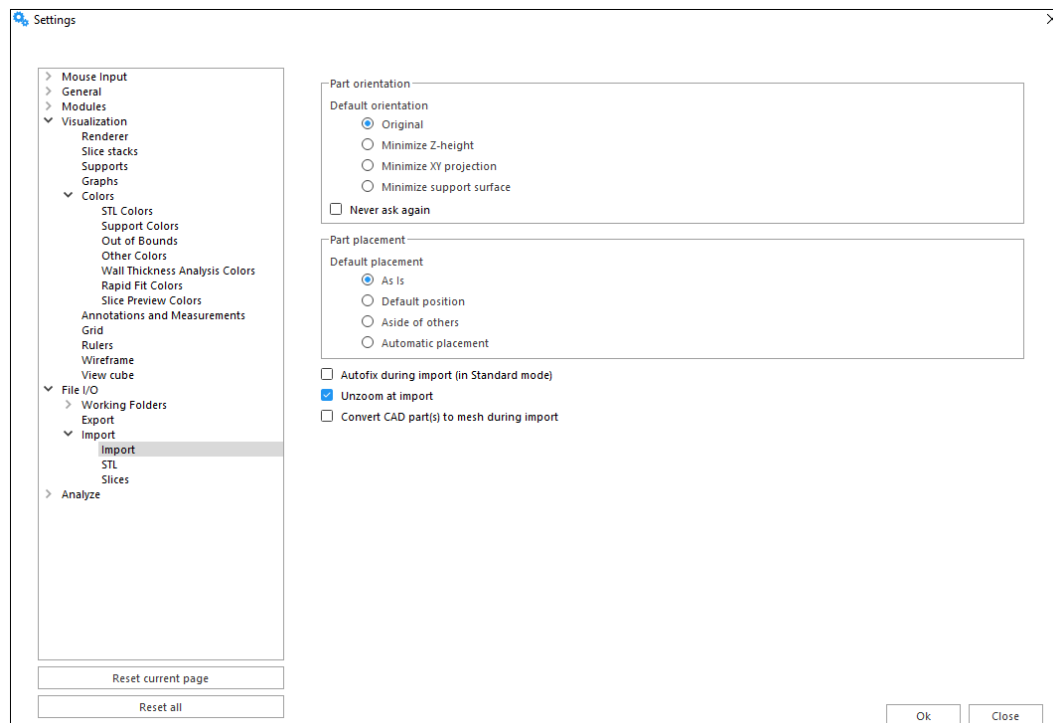 Settings
Mouse Input
General
Modules
Visualization
Renderer
Slice stacks
Supports
Graphs
Colors
STL Colors
Support Colors
Out of Bounds
Other Colors
Wall Thickness Analysis Colors
Rapid Fit Colors
Slice Preview Colors
Annotations and Measurements
Grid
Rulers
Wireframe
View cube
File I/O
Working Folders
Export
Import
Import
STL
Slices
Analyze
Reset current page
Reset all
Part orientation
Default orientation
Original
Minimize Z-height
Minimize XY projection
Minimize support surface
Never ask again
Part placement
Default placement
As Is
Default position
Aside of others
Automatic placement
Autofix during import (in Standard mode)
Unzoom at import
Convert CAD part(s) to mesh during import
Ok
Close